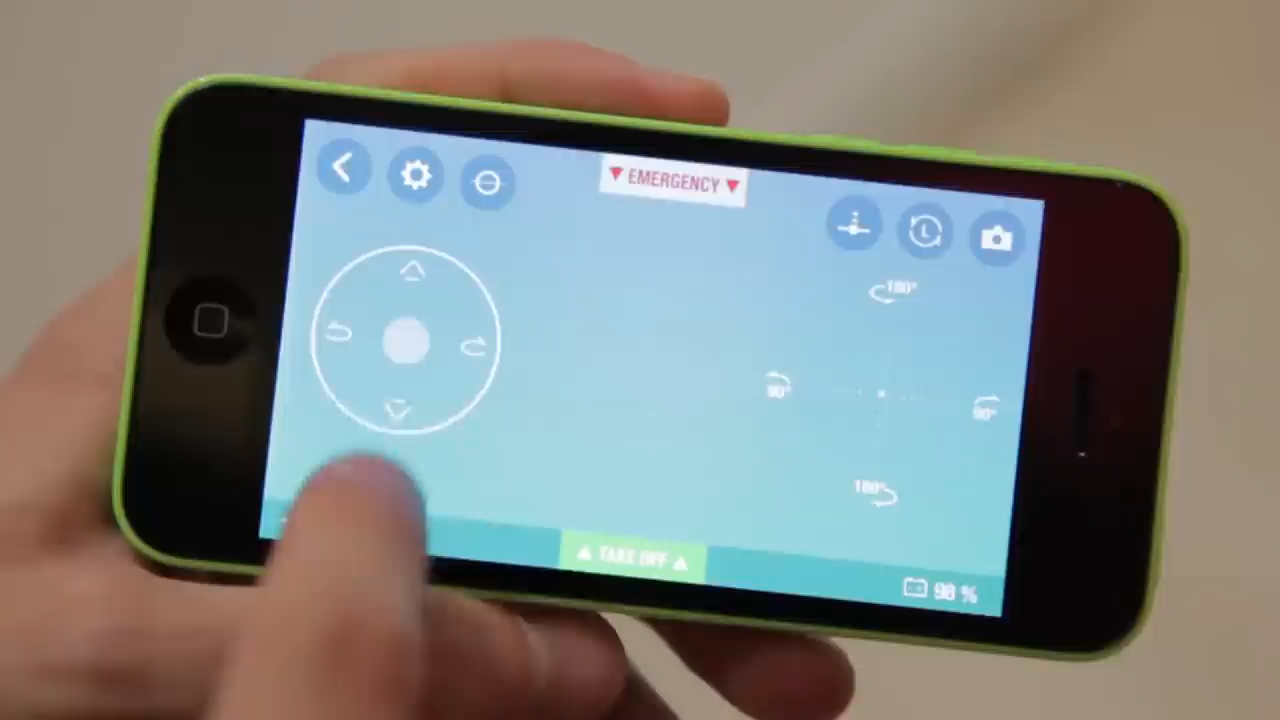 ▼ EMERGENCY ▼
L
180°
90°
90°
180°
▲ TAKE OFF ▲
98 %